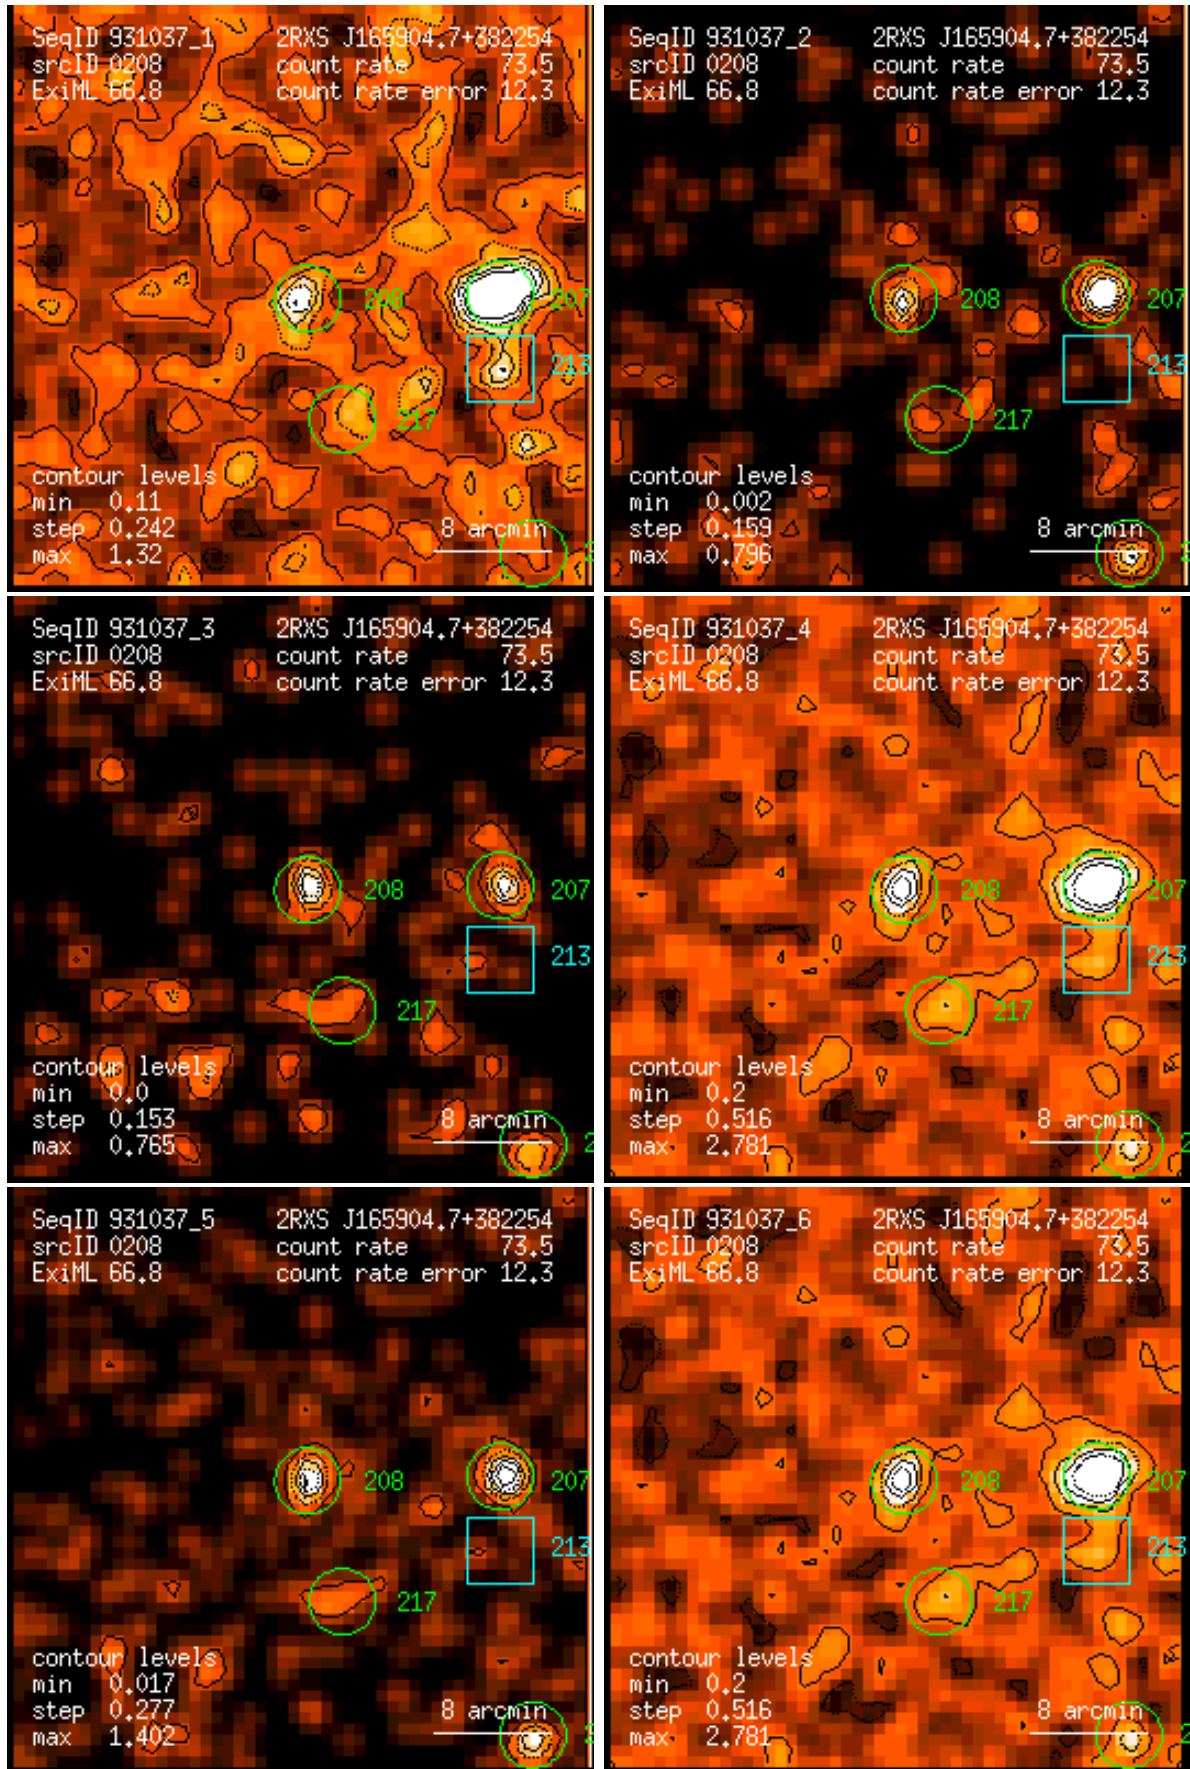 SeqID 931037_1 2RXS J165904.7+382254
srcID 0208 count rate 73.5
ExiML 66.8 count rate error 12.3
208
207
213
217
contour levels
min 0.11
step 0.242
max 1.32
8 arcmin
SeqID 931037_2 2RXS J165904.7+382254
srcID 0208 count rate 73.5
ExiML 66.8 count rate error 12.3
208
207
213
217
contour levels
min 0.002
step 0.159
max 0.796
8 arcmin
SeqID 931037_3 2RXS J165904.7+382254
srcID 0208 count rate 73.5
ExiML 66.8 count rate error 12.3
208
207
213
217
contour levels
min 0.0
step 0.153
max 0.765
8 arcmin
SeqID 931037_4 2RXS J165904.7+382254
srcID 0208 count rate 73.5
ExiML 66.8 count rate error 12.3
208
207
213
217
contour levels
min 0.2
step 0.516
max 2.781
8 arcmin
SeqID 931037_5 2RXS J165904.7+382254
srcID 0208 count rate 73.5
ExiML 66.8 count rate error 12.3
208
207
213
217
contour levels
min 0.017
step 0.277
max 1.402
8 arcmin
SeqID 931037_6 2RXS J165904.7+382254
srcID 0208 count rate 73.5
ExiML 66.8 count rate error 12.3
208
207
213
217
contour levels
min 0.2
step 0.516
max 2.781
8 arcmin